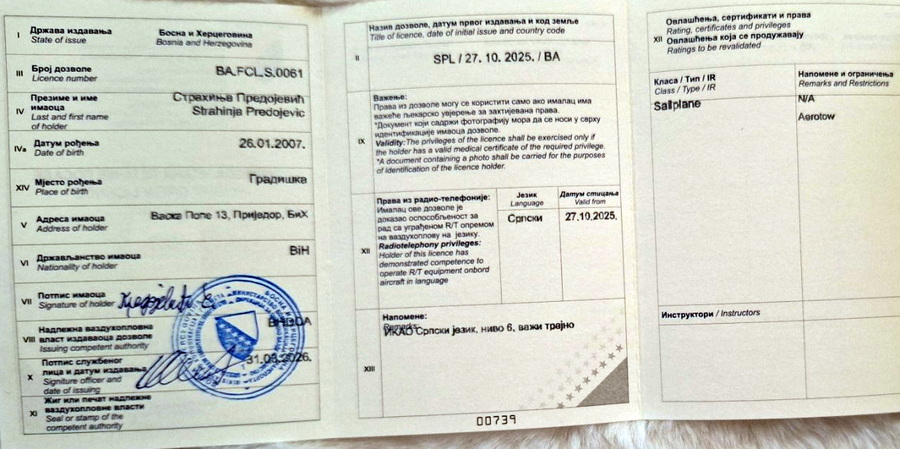 I Држава издавања
State of issue
Босна и Херцеговина
Bosnia and Herzegovina
III Број дозволе
Licence number
BA.FCL.S.0061
IV Презиме и име
имаоца
Last and first name
of holder
Страхиња Предојевић
Strahinja Predojevic
IVa Датум рођења
Date of birth
26.01.2007.
XIV Мјесто рођења
Place of birth
Градишка
V Адреса имаоца
Address of holder
Васка Попе 13, Приједор, БиХ
VI Држављанство имаоца
Nationality of holder
BiH
VII Потпис имаоца
Signature of holder
VIII Надлежна ваздухопловна
власт издаваоца дозволе
Issuing competent authority
BHDCA
X Потпис службеног
лица и датум издавања
Signiture officer and
date of issuing
31.03.2026.
XI Жиг или печат надлежне
ваздухопловне власти
Seal or stamp of the
competent authority
II Назив дозволе, датум првог издавања и код земље
Title of licence, date of initial issue and country code
SPL / 27. 10. 2025. / BA
IX Важење:
Права из дозволе могу се користити само ако ималац има
важеће љекарско увјерење за захтијевана права.
*Документ који садржи фотографију мора да се носи у сврху
идентификације имаоца дозволе.
Validity: The privileges of the licence shall be exercised only if
the holder has a valid medical certificate of the required privilege.
*A document containing a photo shall be carried for the purposes
of identification of the licence holder.
XII Права из радио-телефоније:
Ималац ове дозволе је
доказао оспособљеност за
рад са уграђеном R/T опремом
на ваздухоплову на језику.
Radiotelephony privileges:
Holder of this licence has
demonstrated competence to
operate R/T equipment onbord
aircraft in language
Језик
Language
Српски
Датум стицања
Valid from
27.10.2025.
XIII Напомене:
Remarks:
ИКАО Српски језик, ниво 6, важи трајно
00739
XII Овлашћења, сертификати и права
Rating, certificates and privileges
Овлашћења која се продужавају
Ratings to be revalidated
Класа / Тип / IR
Class / Type / IR
Напомене и ограничења
Remarks and Restrictions
Sailplane
N/A
Aerotow
Инструктори / Instructors